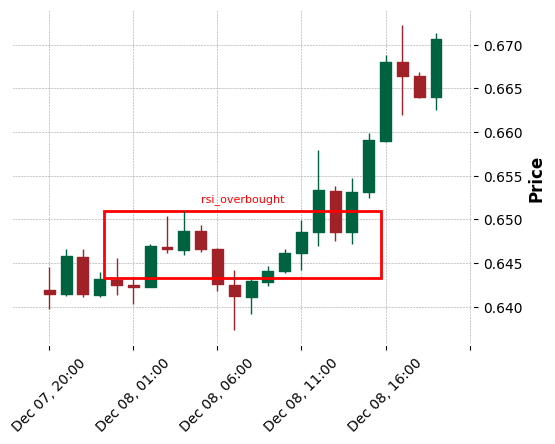 rsi_overbought
0.670
0.665
0.660
0.655
0.650
0.645
0.640
Price
Dec 07, 20:00
Dec 08, 01:00
Dec 08, 06:00
Dec 08, 11:00
Dec 08, 16:00